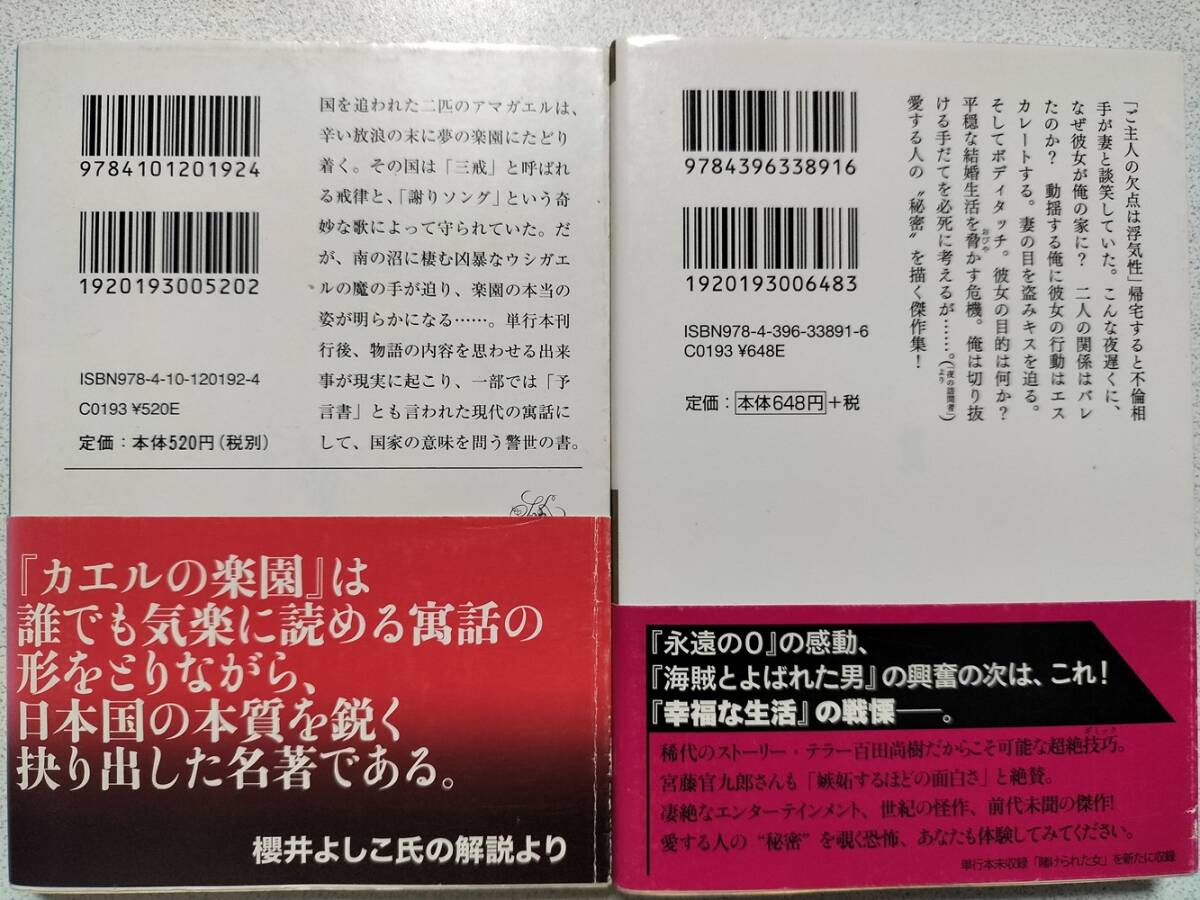 9784101201924
1920193005202
ISBN978-4-10-120192-4
C0193 ¥520E
定価：本体520円（税別）
国を追われた二匹のアマガエルは、
辛い放浪の末に夢の楽園にたどり
着く。その国は「三戒」と呼ばれ
る戒律と、「謝りソング」という奇
妙な歌によって守られていた。だ
が、南の沼に棲む凶暴なウシガエ
ルの魔の手が迫り、楽園の本当の
姿が明らかになる……。単行本刊
行後、物語の内容を思わせる出来
事が現実に起こり、一部では「予
言書」とも言われた現代の寓話に
して、国家の意味を問う警世の書。
『カエルの楽園』は
誰でも気楽に読める寓話の
形をとりながら、
日本国の本質を鋭く
抉り出した名著である。
櫻井よしこ氏の解説より
9784396338916
1920193006483
ISBN978-4-396-33891-6
C0193 ¥648E
定価：本体648円＋税
「ご主人の欠点は浮気性」帰宅すると不倫相
手が妻と談笑していた。こんな夜遅くに、
なぜ彼女が俺の家に？　二人の関係はバレ
たのか？　動揺する俺に彼女の行動はエス
カレートする。妻の目を盗みキスを迫る。
そしてボディタッチ。彼女の目的は何か？
平穏な結婚生活を脅かす危機。俺は切り抜
ける手だてを必死に考えるが……。（「夜の訪問者」より）
愛する人の〝秘密〟を描く傑作集！
『永遠の0』の感動、
『海賊とよばれた男』の興奮の次は、これ！
『幸福な生活』の戦慄――。
稀代のストーリー・テラー百田尚樹だからこそ可能な超絶技巧。
宮藤官九郎さんも「嫉妬するほどの面白さ」と絶賛。
凄絶なエンターテインメント、世紀の怪作、前代未聞の傑作！
愛する人の〝秘密〟を覗く恐怖、あなたも体験してみてください。
単行本未収録「賭けられた女」を新たに収録